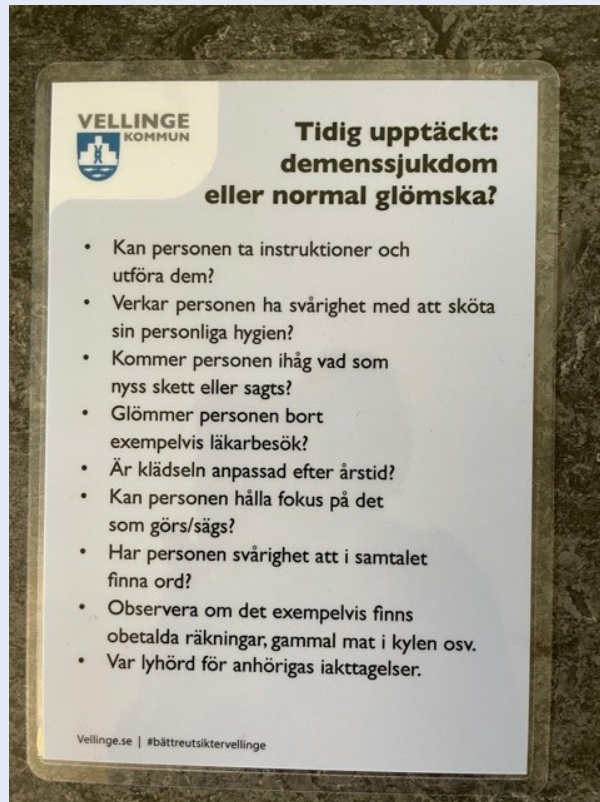 VELLINGE
KOMMUN
Tidig upptäckt:
demenssjukdom
eller normal glömska?
• Kan personen ta instruktioner och
utföra dem?
• Verkar personen ha svårighet med att sköta
sin personliga hygien?
• Kommer personen ihåg vad som
nyss skett eller sagts?
• Glömmer personen bort
exempelvis läkarbesök?
• Är klädseln anpassad efter årstid?
• Kan personen hålla fokus på det
som görs/sägs?
• Har personen svårighet att i samtalet
finna ord?
• Observera om det exempelvis finns
obetalda räkningar, gammal mat i kylen osv.
• Var lyhörd för anhörigas iakttagelser.
Vellinge.se | #bättreutsiktervellinge